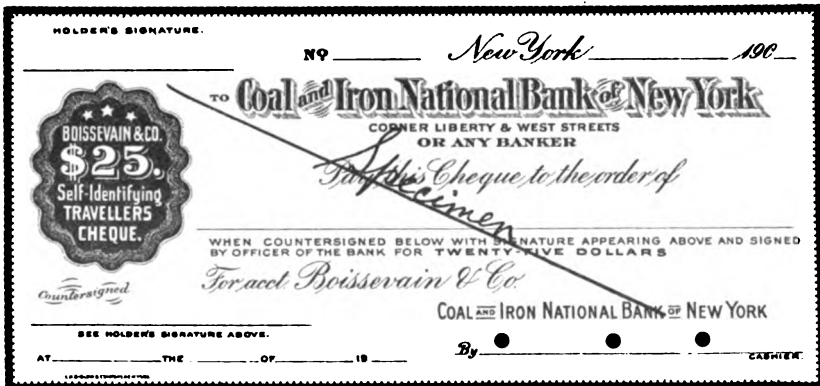 HOLDER'S SIGNATURE.
Nº New York 190
TO Coal and Iron National Bank of New York
CORNER LIBERTY & WEST STREETS
OR ANY BANKER
Pay this Cheque to the order of
Specimen
BOISSEVAIN & CO.
$25.
Self-Identifying
TRAVELLERS
CHEQUE.
WHEN COUNTERSIGNED BELOW WITH SIGNATURE APPEARING ABOVE AND SIGNED
BY OFFICER OF THE BANK FOR TWENTY-FIVE DOLLARS
For acct Boissevain & Co.
Countersigned
COAL AND IRON NATIONAL BANK OF NEW YORK
SEE HOLDER'S SIGNATURE ABOVE.
AT THE OF 19
By CASHIER.